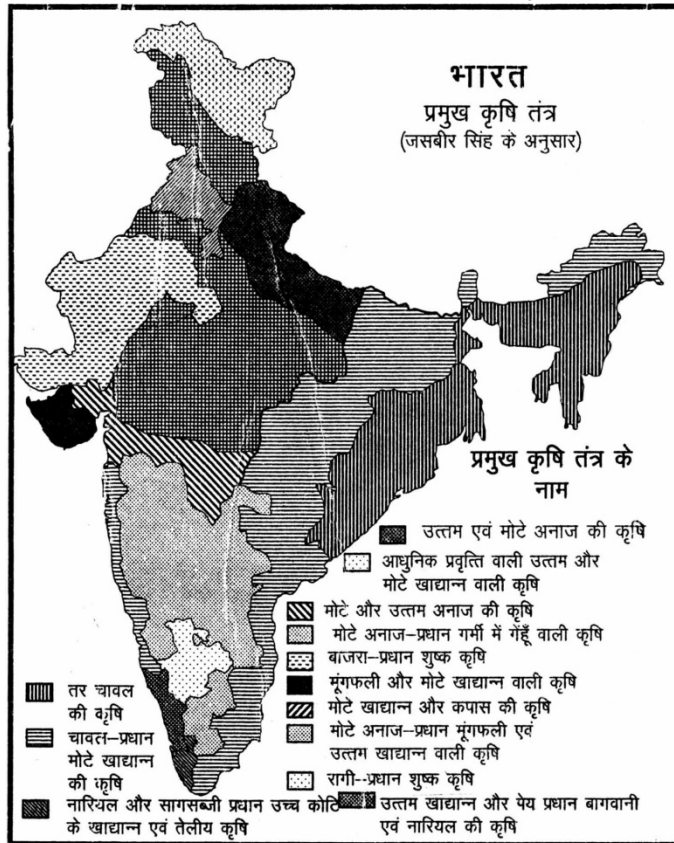 भारत
प्रमुख कृषि तंत्र
(जसबीर सिंह के अनुसार)
प्रमुख कृषि तंत्र के
नाम
उत्तम एवं मोटे अनाज की कृषि
आधुनिक प्रवृत्ति वाली उत्तम और
मोटे खाद्यान्न वाली कृषि
मोटे और उत्तम अनाज की कृषि
मोटे अनाज–प्रधान गर्मी में गेंहूँ वाली कृषि
बाजरा–प्रधान शुष्क कृषि
मूंगफली और मोटे खाद्यान्न वाली कृषि
मोटे खाद्यान्न और कपास की कृषि
मोटे अनाज–प्रधान मूंगफली एवं
उत्तम खाद्यान्न वाली कृषि
रागी–प्रधान शुष्क कृषि
उत्तम खाद्यान्न और पेय प्रधान बागवानी
एवं नारियल की कृषि
तर चावल
की कृषि
चावल–प्रधान
मोटे खाद्यान्न
की कृषि
नारियल और सागसब्जी प्रधान उच्च कोटि
के खाद्यान्न एवं तेलीय कृषि